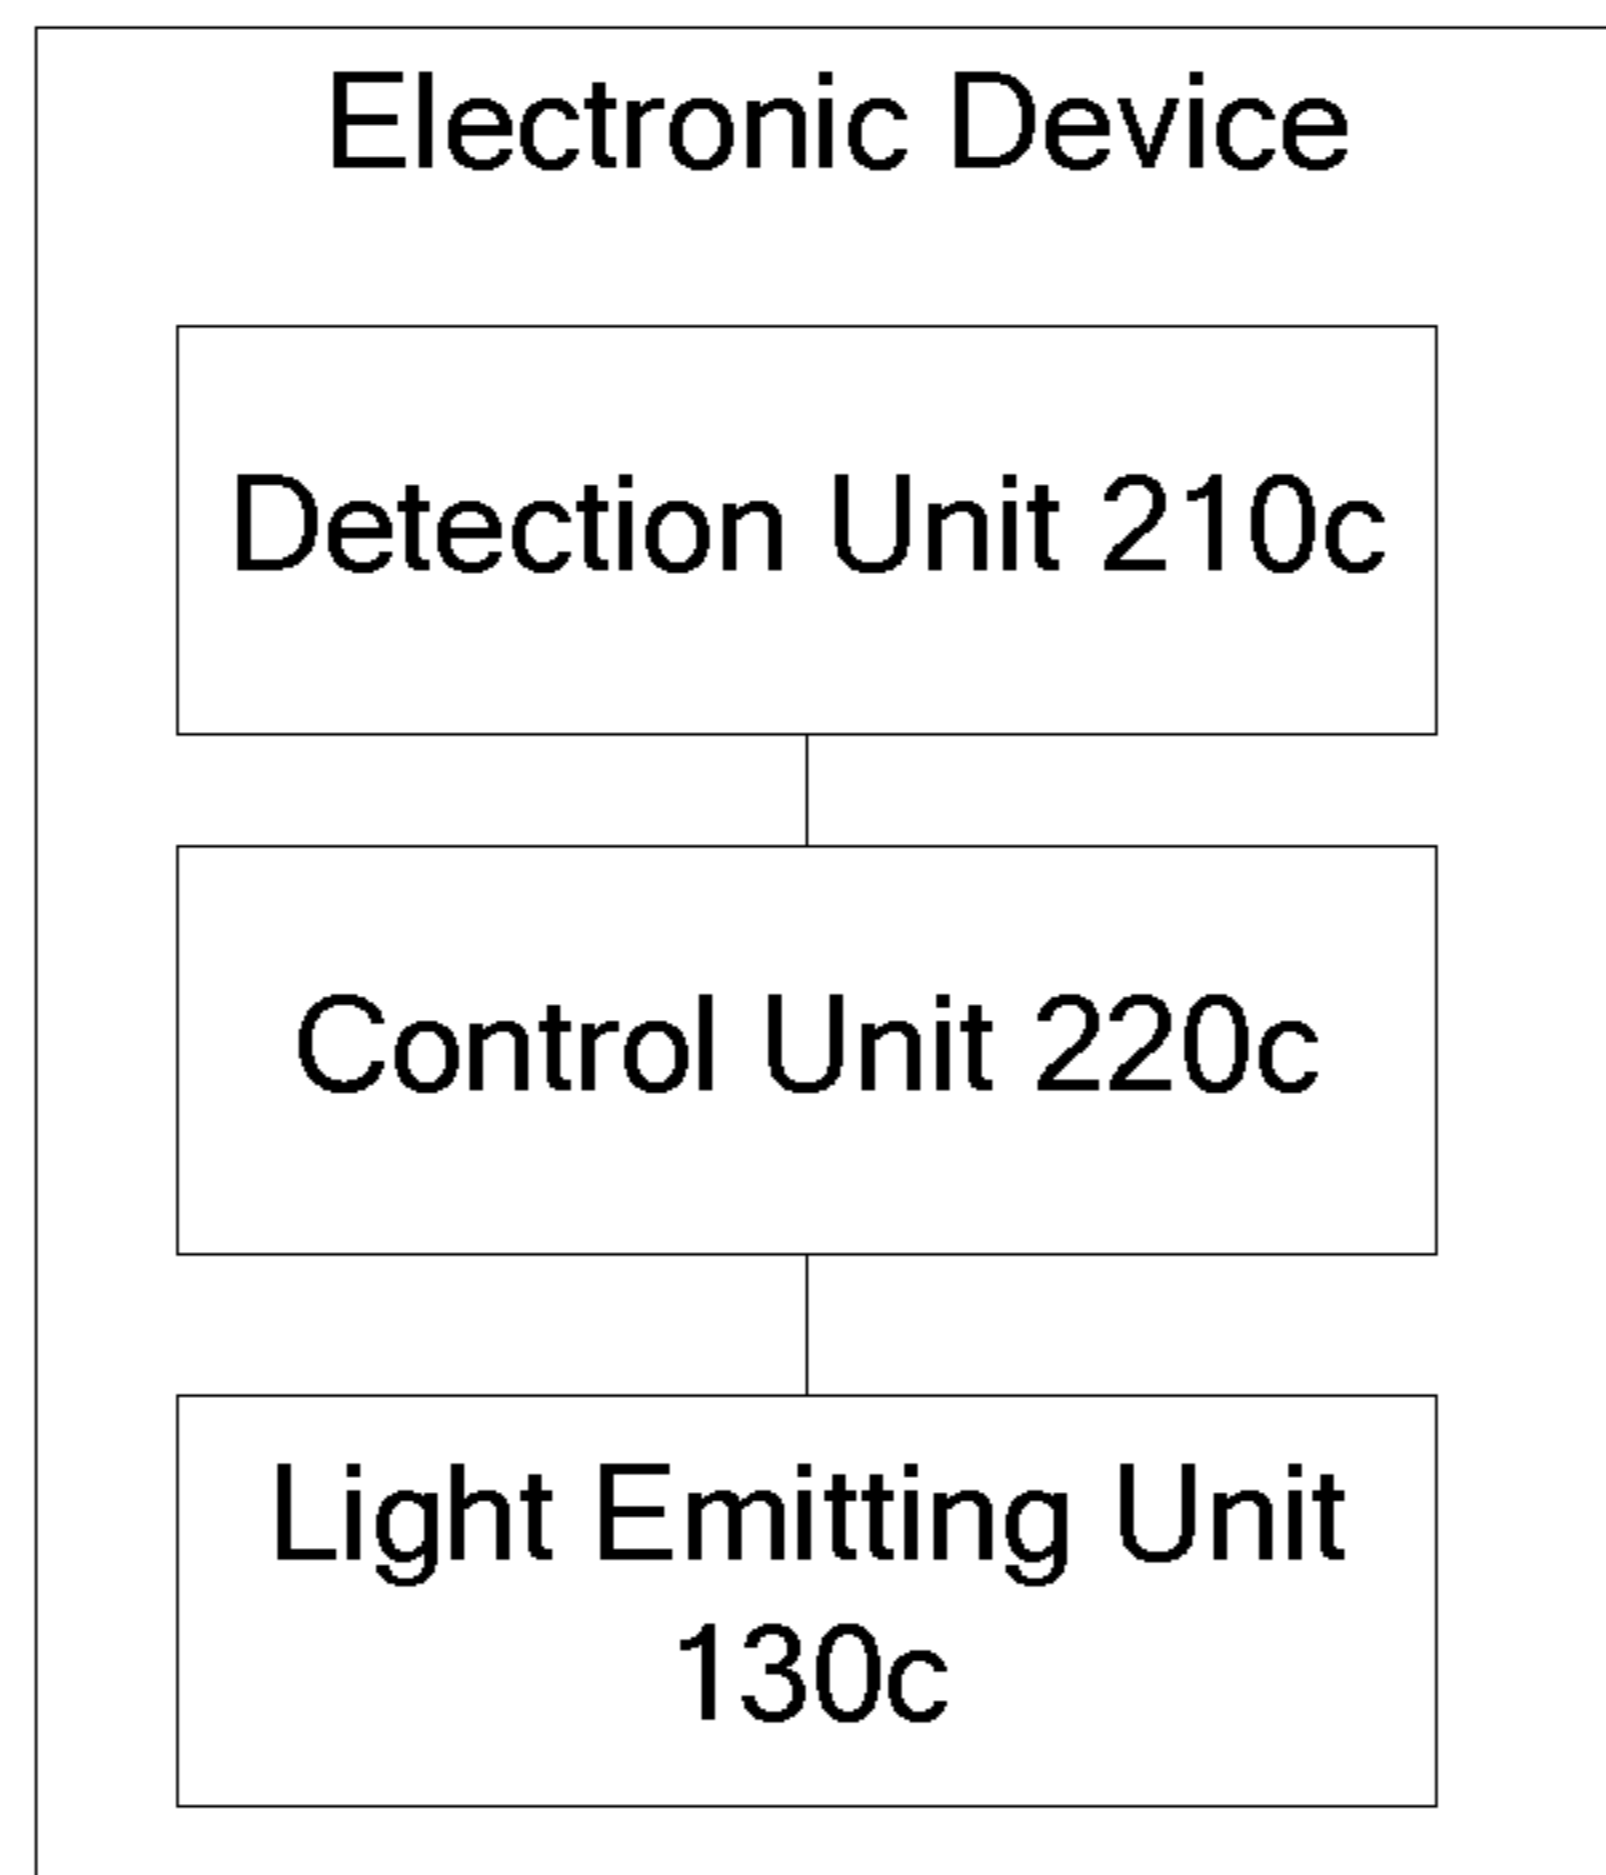 Electronic Device
Detection Unit 210c
Control Unit 220c
Light Emitting Unit
130c